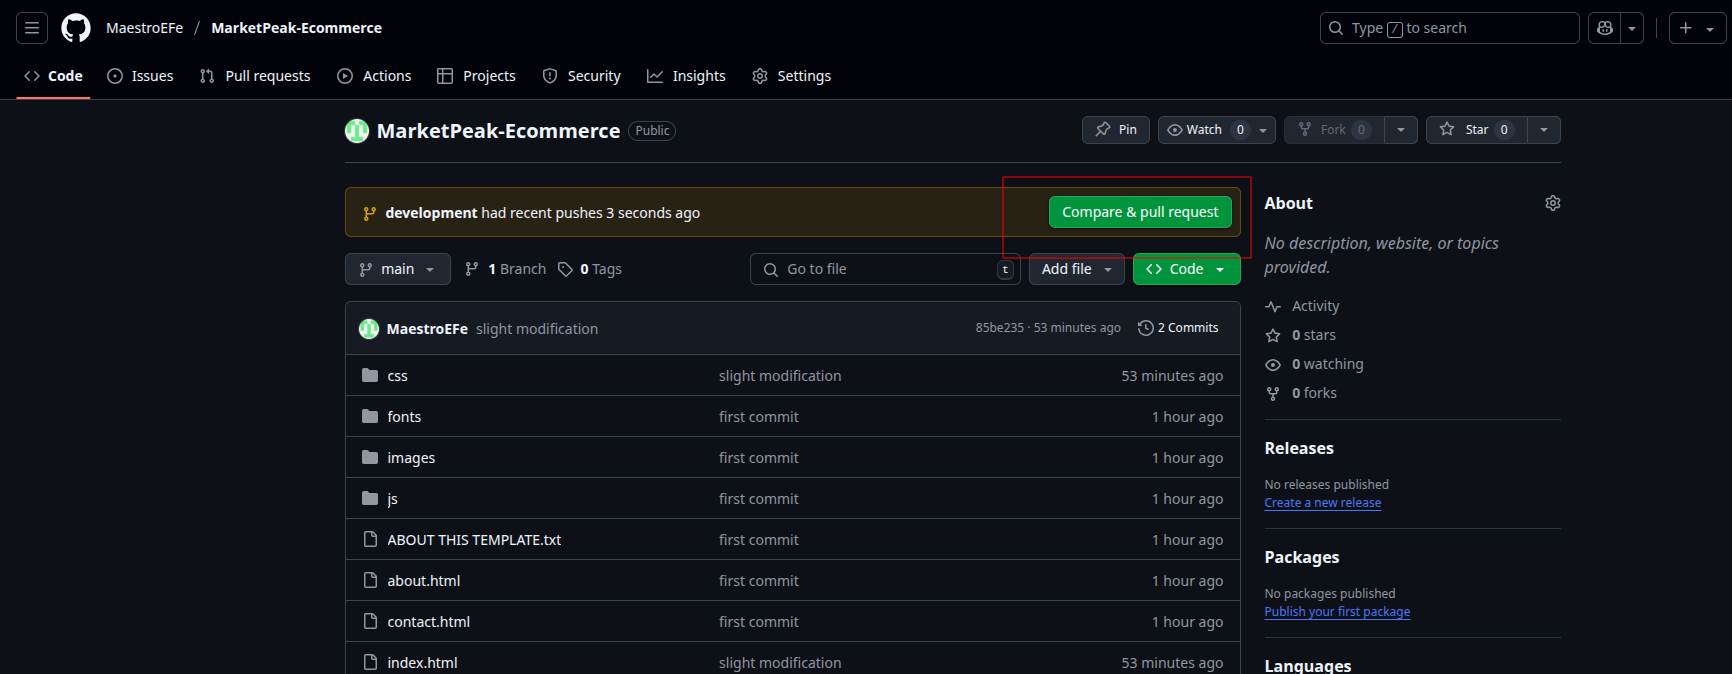 MaestroEFe / MarketPeak-Ecommerce
Type / to search
Code Issues Pull requests Actions Projects Security Insights Settings
MarketPeak-Ecommerce Public
Pin Watch 0 Fork 0 Star 0
development had recent pushes 3 seconds ago Compare & pull request
main 1 Branch 0 Tags Go to file t Add file Code
MaestroEFe slight modification 85be235 · 53 minutes ago 2 Commits
css slight modification 53 minutes ago
fonts first commit 1 hour ago
images first commit 1 hour ago
js first commit 1 hour ago
ABOUT THIS TEMPLATE.txt first commit 1 hour ago
about.html first commit 1 hour ago
contact.html first commit 1 hour ago
index.html slight modification 53 minutes ago
About
No description, website, or topics
provided.
Activity
0 stars
0 watching
0 forks
Releases
No releases published
Create a new release
Packages
No packages published
Publish your first package
Languages